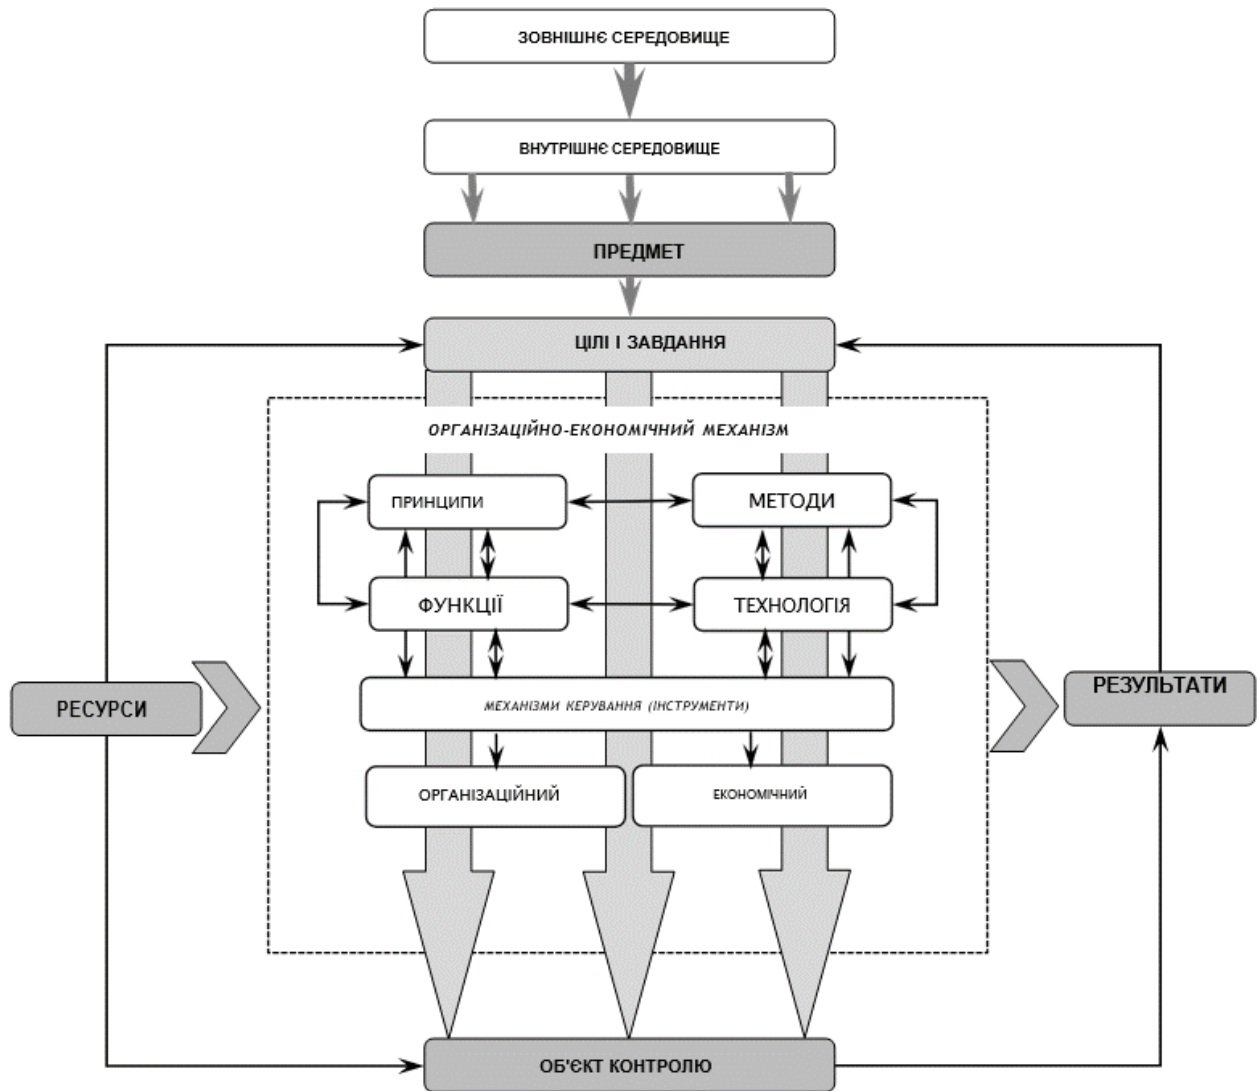 ЗОВНІШНЄ СЕРЕДОВИЩЕ
ВНУТРІШНЄ СЕРЕДОВИЩЕ
ПРЕДМЕТ
ЦІЛІ І ЗАВДАННЯ
ОРГАНІЗАЦІЙНО-ЕКОНОМІЧНИЙ МЕХАНІЗМ
ПРИНЦИПИ
МЕТОДИ
ФУНКЦІЇ
ТЕХНОЛОГІЯ
РЕСУРСИ
МЕХАНІЗМИ КЕРУВАННЯ (ІНСТРУМЕНТИ)
РЕЗУЛЬТАТИ
ОРГАНІЗАЦІЙНИЙ
ЕКОНОМІЧНИЙ
ОБ'ЄКТ КОНТРОЛЮ